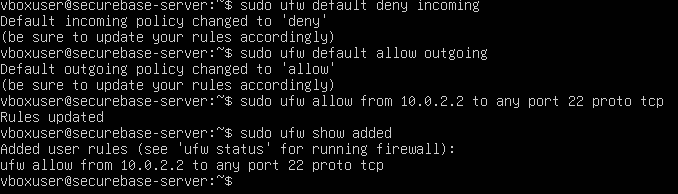 vboxuser@securebase-server:~$ sudo ufw default deny incoming
Default incoming policy changed to 'deny'
(be sure to update your rules accordingly)
vboxuser@securebase-server:~$ sudo ufw default allow outgoing
Default outgoing policy changed to 'allow'
(be sure to update your rules accordingly)
vboxuser@securebase-server:~$ sudo ufw allow from 10.0.2.2 to any port 22 proto tcp
Rules updated
vboxuser@securebase-server:~$ sudo ufw show added
Added user rules (see 'ufw status' for running firewall):
ufw allow from 10.0.2.2 to any port 22 proto tcp
vboxuser@securebase-server:~$